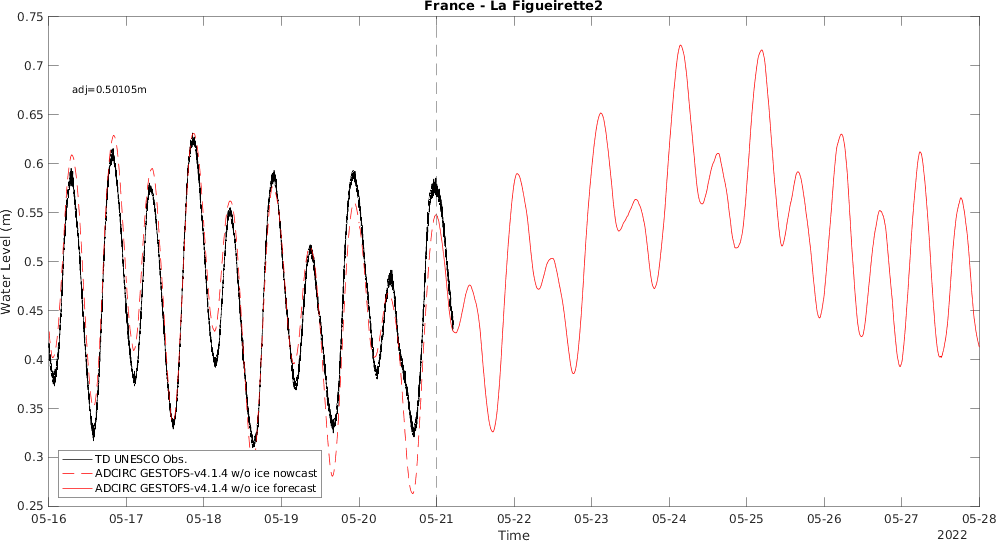 France - La Figueirette2
0.75
0.7
0.65
0.6
0.55
0.5
0.45
0.4
0.35
0.3
0.25
Water Level (m)
adj=0.50105m
TD UNESCO Obs.
ADCIRC GESTOFS-v4.1.4 w/o ice nowcast
ADCIRC GESTOFS-v4.1.4 w/o ice forecast
05-16 05-17 05-18 05-19 05-20 05-21 05-22 05-23 05-24 05-25 05-26 05-27 05-28
Time
2022